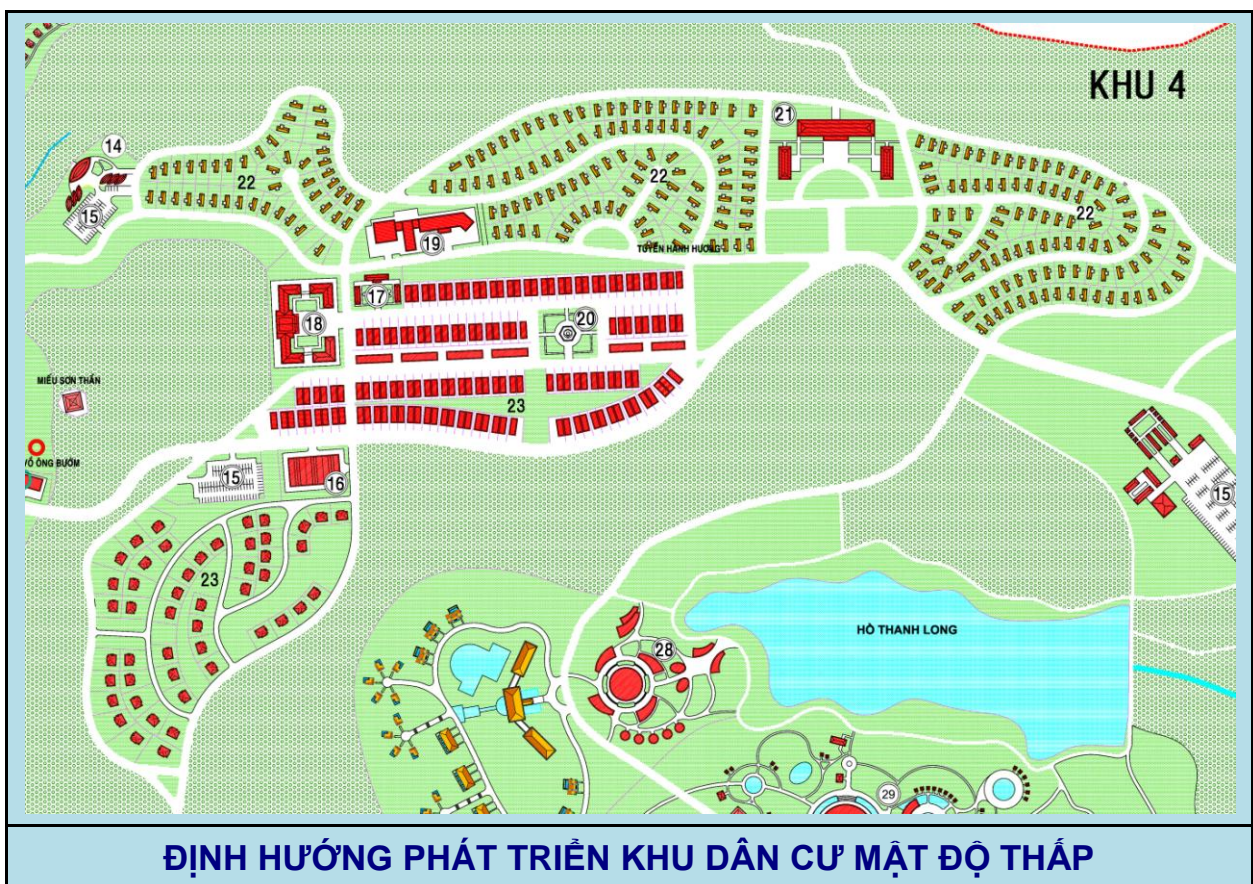 KHU 4
21
14
22
22
15
22
19
TUYẾN HÀNH HƯƠNG
17
18
20
MIẾU SƠN THẦN
23
VỒ ÔNG BƯỚM
15
16
15
23
HỒ THANH LONG
28
29
ĐỊNH HƯỚNG PHÁT TRIỂN KHU DÂN CƯ MẬT ĐỘ THẤP